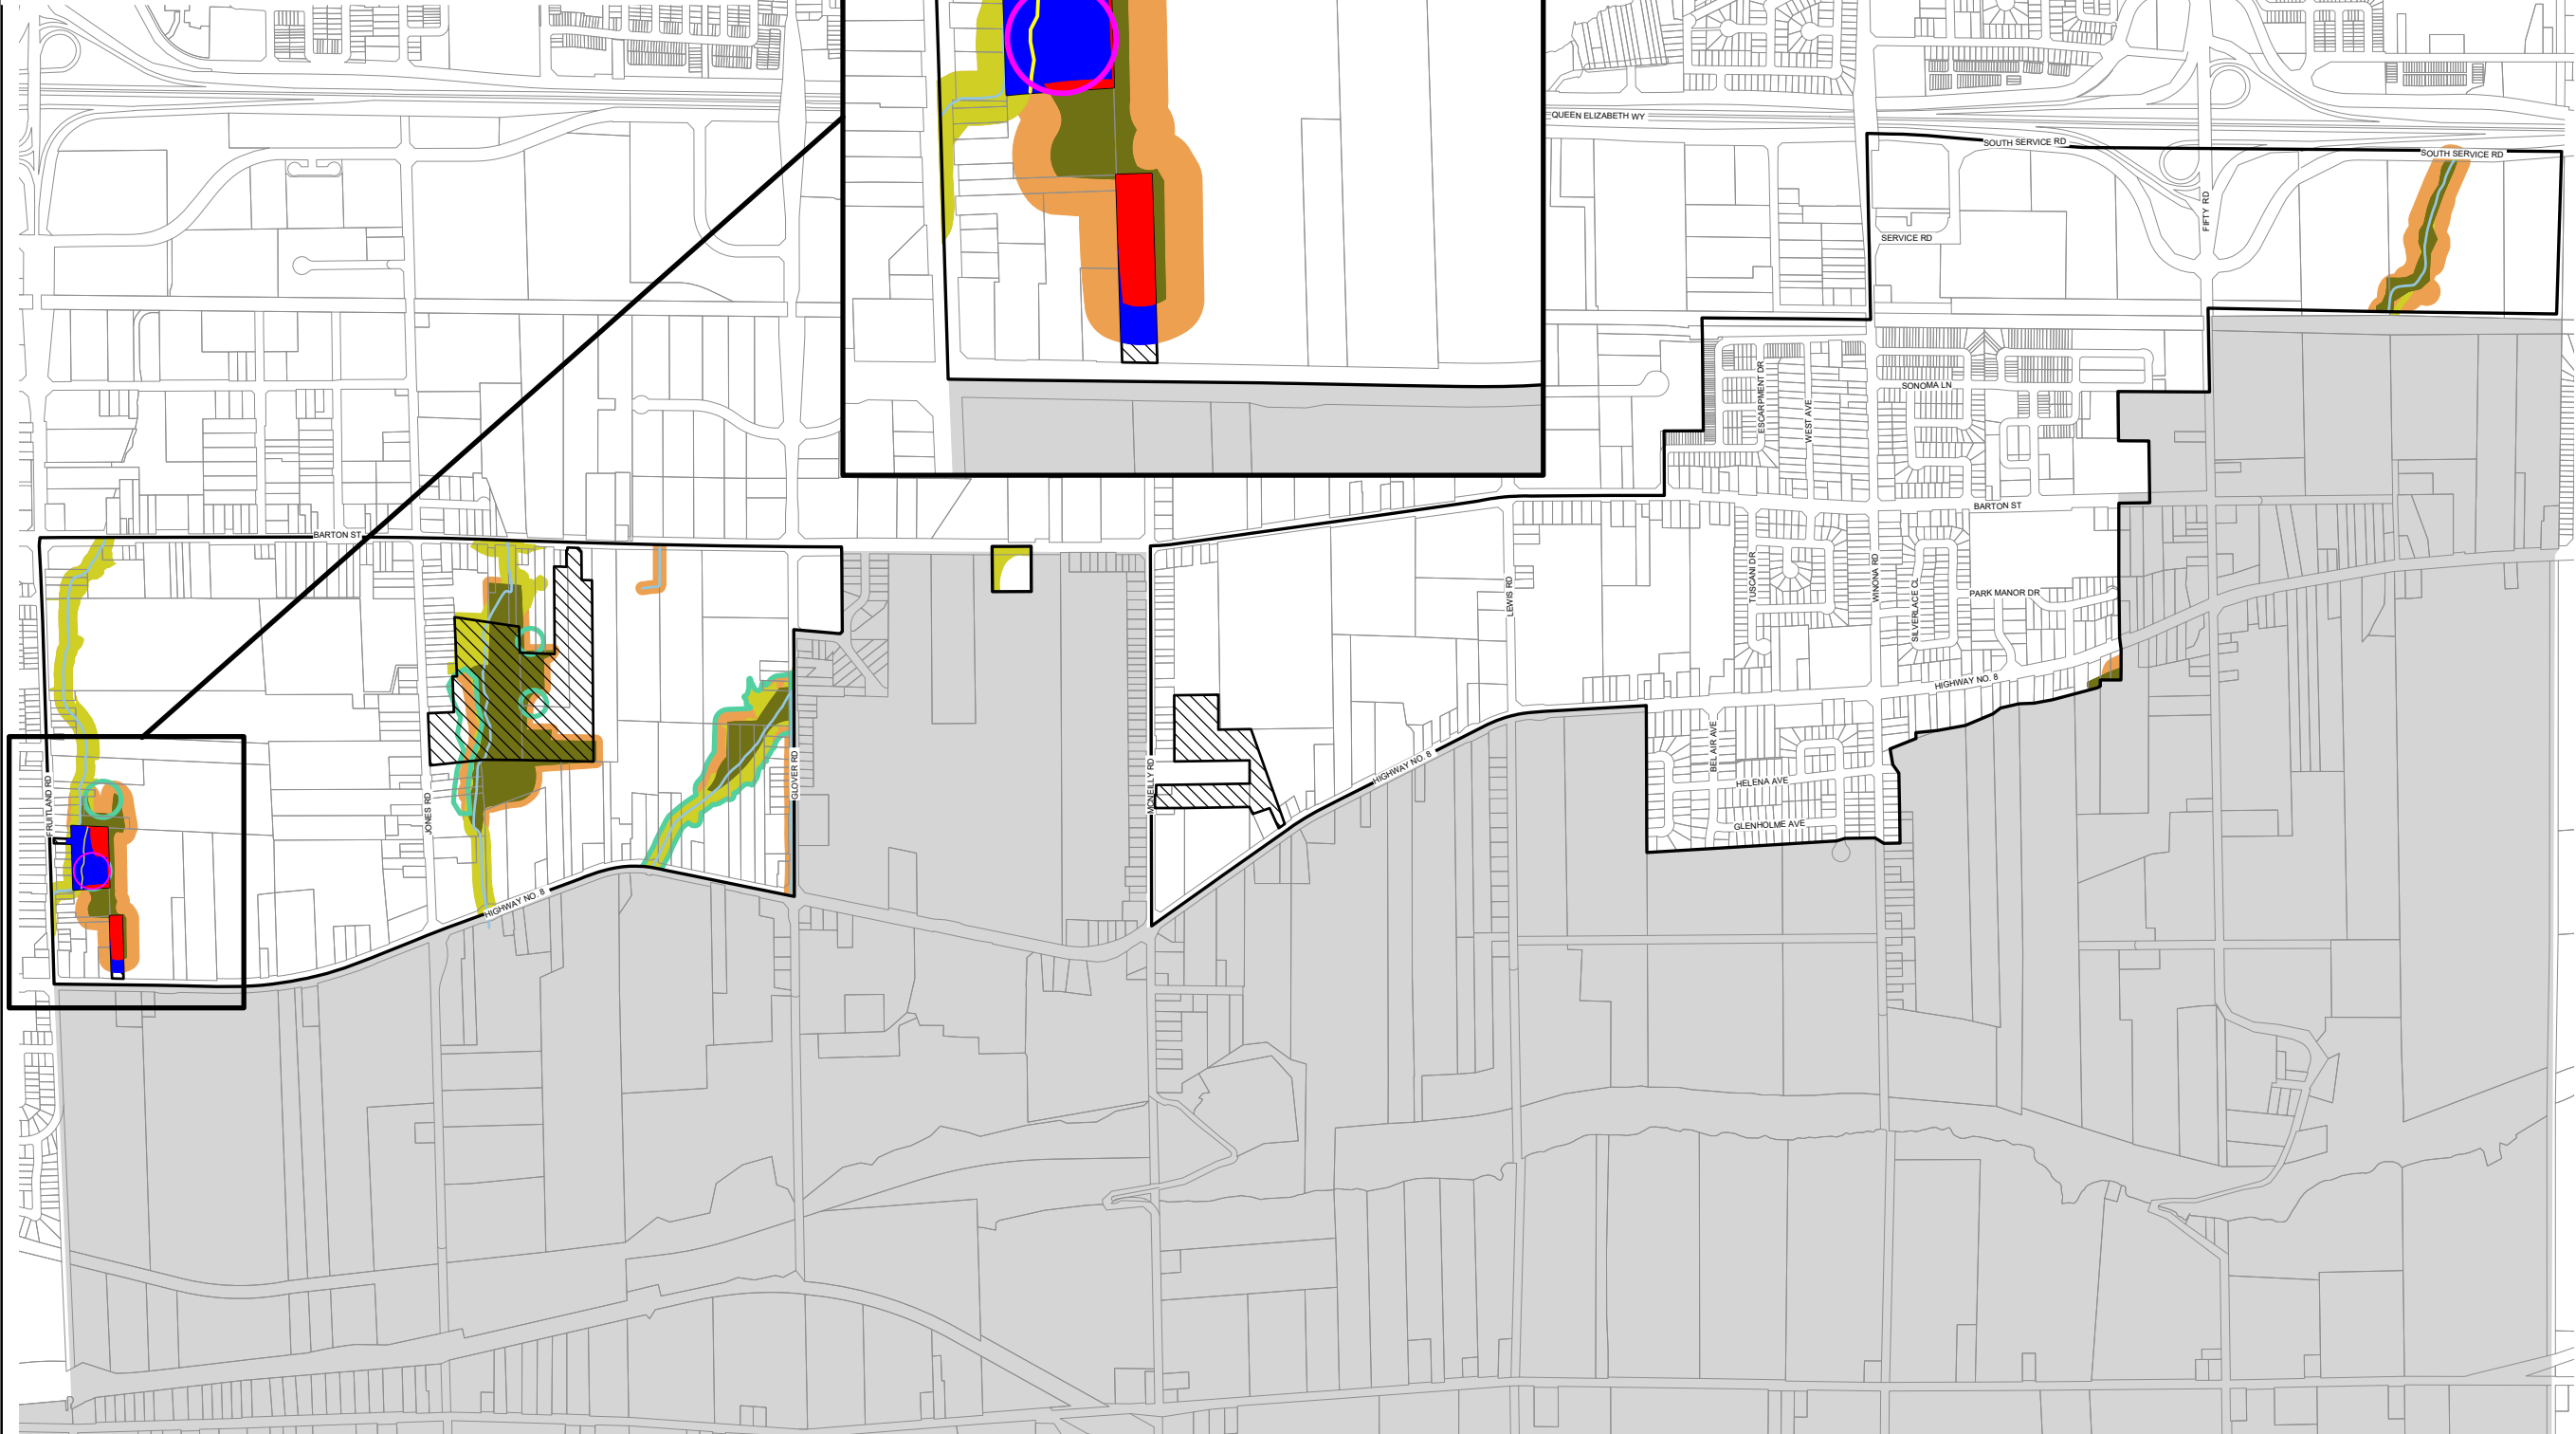 QUEEN ELIZABETH WY
SOUTH SERVICE RD
SOUTH SERVICE RD
FIFTY RD
SERVICE RD
ESCARPMENT DR
WEST AVE
SONOMA LN
BARTON ST
BARTON ST
TUSCANI DR
WINONA RD
SILVERLACE CL
LEWIS RD
PARK MANOR DR
HIGHWAY NO. 8
BEL AIR AVE
HELENA AVE
GLENHOLME AVE
HIGHWAY NO. 8
MCNEILLY RD
GLOVER RD
JONES RD
FRUITLAND RD
HIGHWAY NO. 8